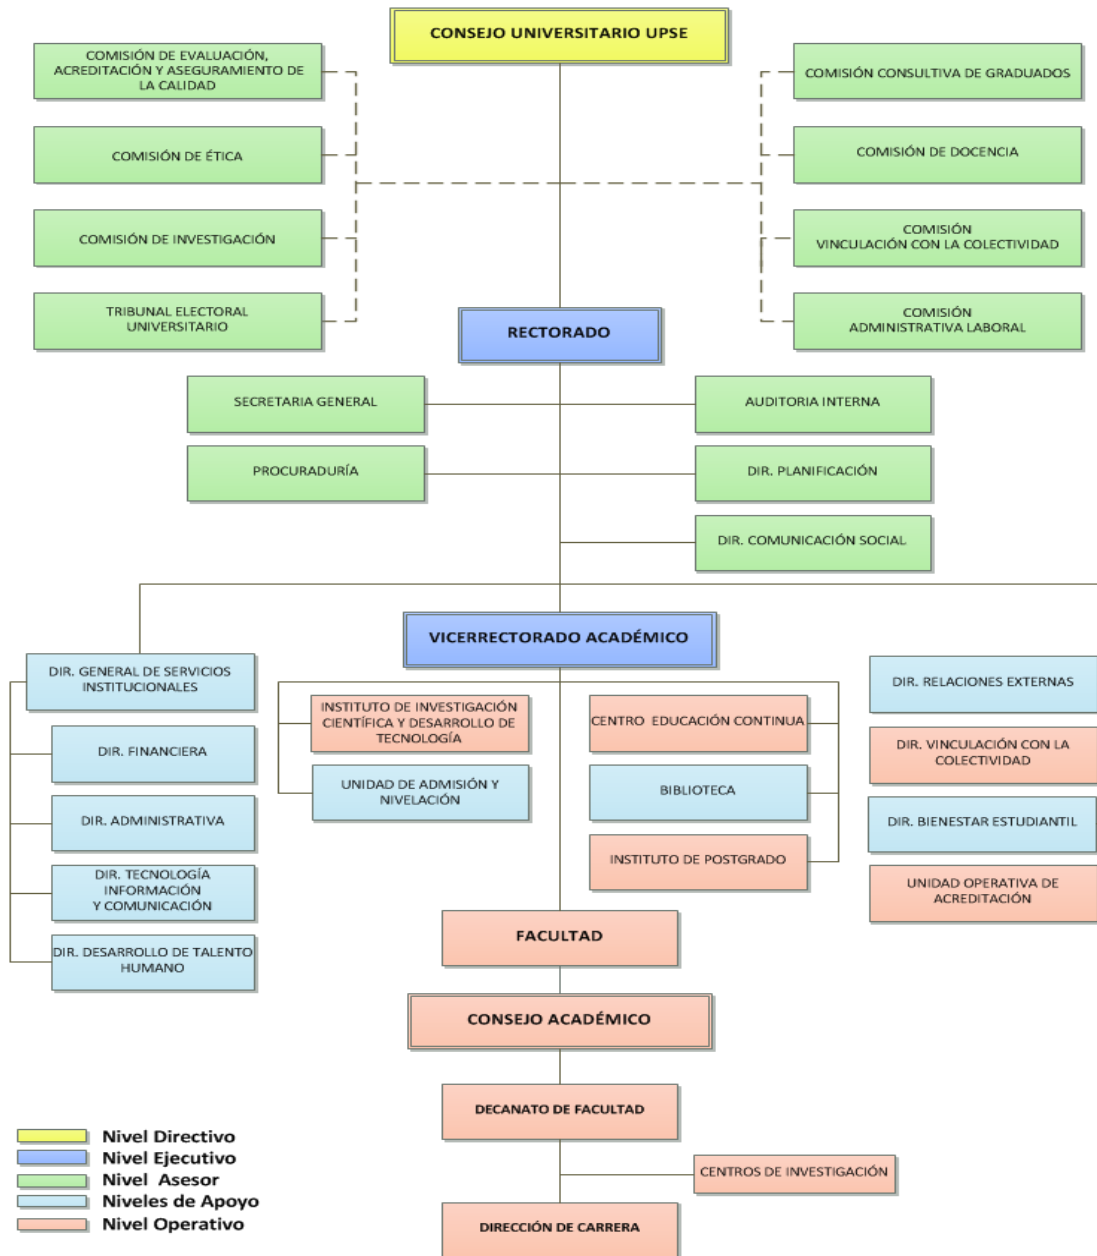 CONSEJO UNIVERSITARIO UPSE
COMISIÓN DE EVALUACIÓN,
ACREDITACIÓN Y ASEGURAMIENTO DE
LA CALIDAD
COMISIÓN CONSULTIVA DE GRADUADOS
COMISIÓN DE ÉTICA
COMISIÓN DE DOCENCIA
COMISIÓN DE INVESTIGACIÓN
COMISIÓN
VINCULACIÓN CON LA COLECTIVIDAD
TRIBUNAL ELECTORAL
UNIVERSITARIO
COMISIÓN
ADMINISTRATIVA LABORAL
RECTORADO
SECRETARIA GENERAL
AUDITORIA INTERNA
PROCURADURÍA
DIR. PLANIFICACIÓN
DIR. COMUNICACIÓN SOCIAL
VICERRECTORADO ACADÉMICO
DIR. GENERAL DE SERVICIOS
INSTITUCIONALES
DIR. FINANCIERA
DIR. ADMINISTRATIVA
DIR. TECNOLOGÍA
INFORMACIÓN
Y COMUNICACIÓN
DIR. DESARROLLO DE TALENTO
HUMANO
INSTITUTO DE INVESTIGACIÓN
CIENTÍFICA Y DESARROLLO DE
TECNOLOGÍA
UNIDAD DE ADMISIÓN Y
NIVELACIÓN
CENTRO EDUCACIÓN CONTINUA
BIBLIOTECA
INSTITUTO DE POSTGRADO
DIR. RELACIONES EXTERNAS
DIR. VINCULACIÓN CON LA
COLECTIVIDAD
DIR. BIENESTAR ESTUDIANTIL
UNIDAD OPERATIVA DE
ACREDITACIÓN
FACULTAD
CONSEJO ACADÉMICO
DECANATO DE FACULTAD
CENTROS DE INVESTIGACIÓN
DIRECCIÓN DE CARRERA
Nivel Directivo
Nivel Ejecutivo
Nivel Asesor
Niveles de Apoyo
Nivel Operativo